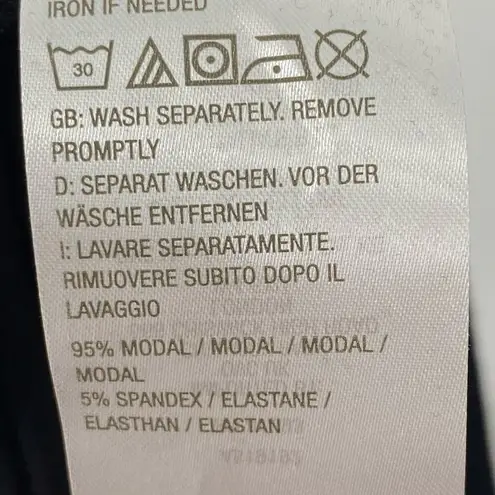 IRON IF NEEDED
30
GB: WASH SEPARATELY. REMOVE
PROMPTLY
D: SEPARAT WASCHEN. VOR DER
WÄSCHE ENTFERNEN
I: LAVARE SEPARATAMENTE.
RIMUOVERE SUBITO DOPO IL
LAVAGGIO
95% MODAL / MODAL / MODAL /
MODAL
5% SPANDEX / ELASTANE /
ELASTHAN / ELASTAN